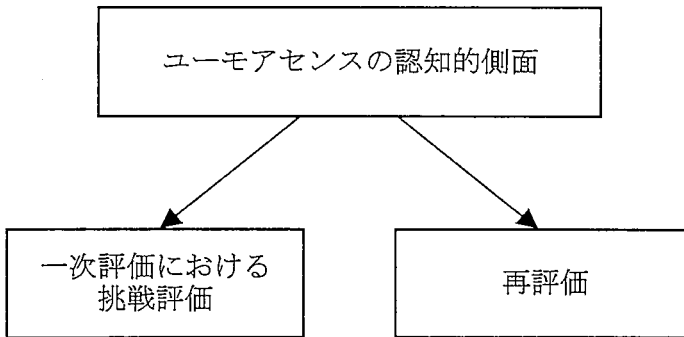 ユーモアセンスの認知的側面
一次評価における
挑戦評価
再評価